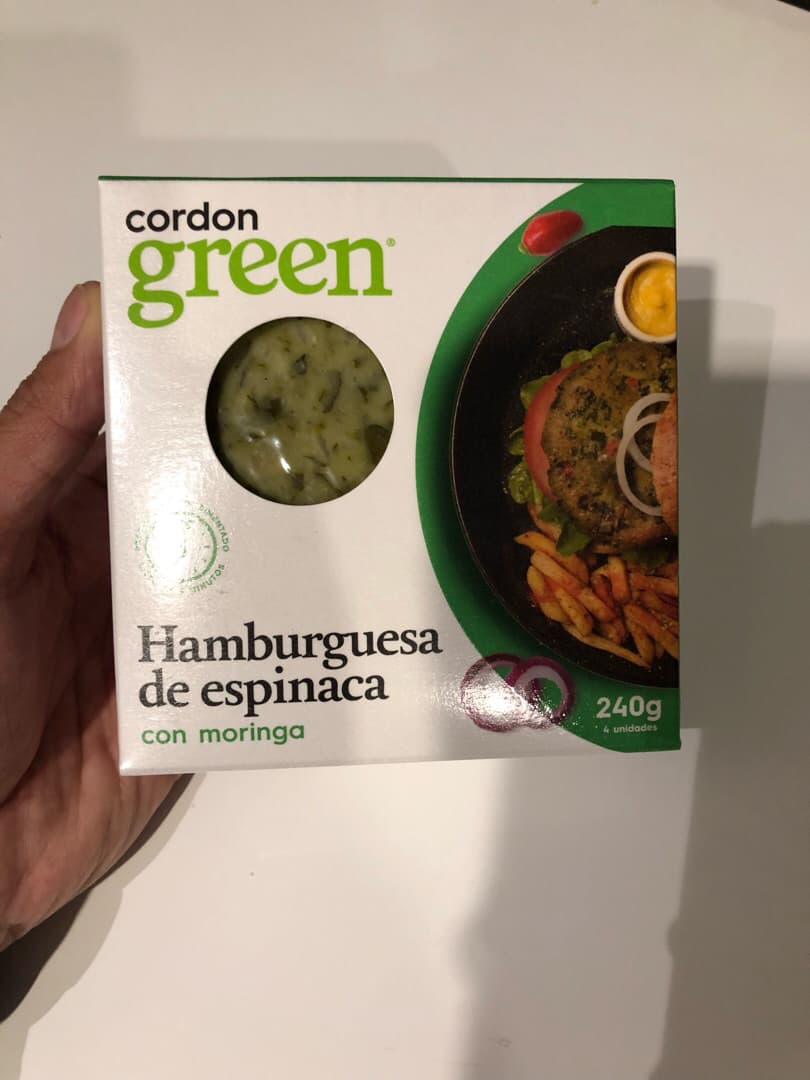 cordon
green®
Hamburguesa
de espinaca
con moringa
240g
4 unidades